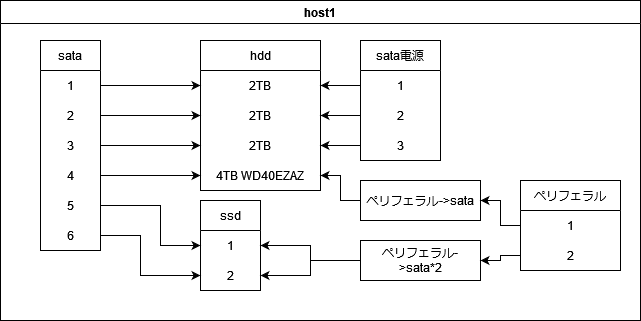 host1
sata
1
2
3
4
5
6
hdd
2TB
2TB
2TB
4TB WD40EZAZ
sata電源
1
2
3
ssd
1
2
ペリフェラル->sata
ペリフェラル-
>sata*2
ペリフェラル
1
2